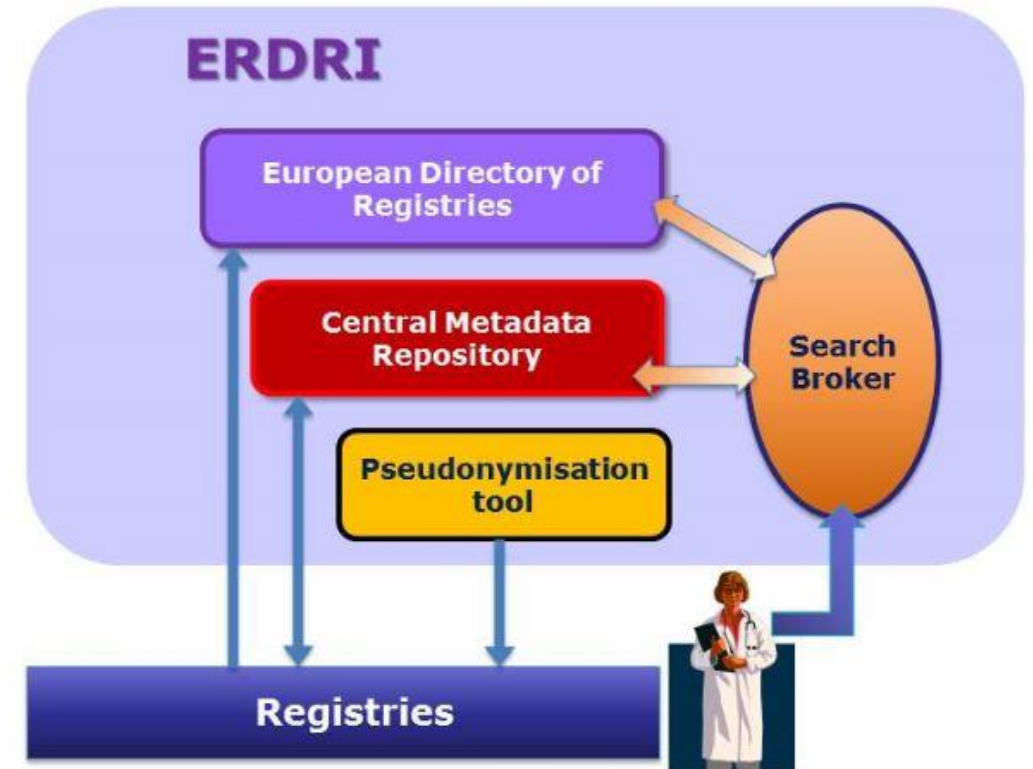 ERDRI
European Directory of
Registries
Central Metadata
Repository
Search
Broker
Pseudonymisation
tool
Registries